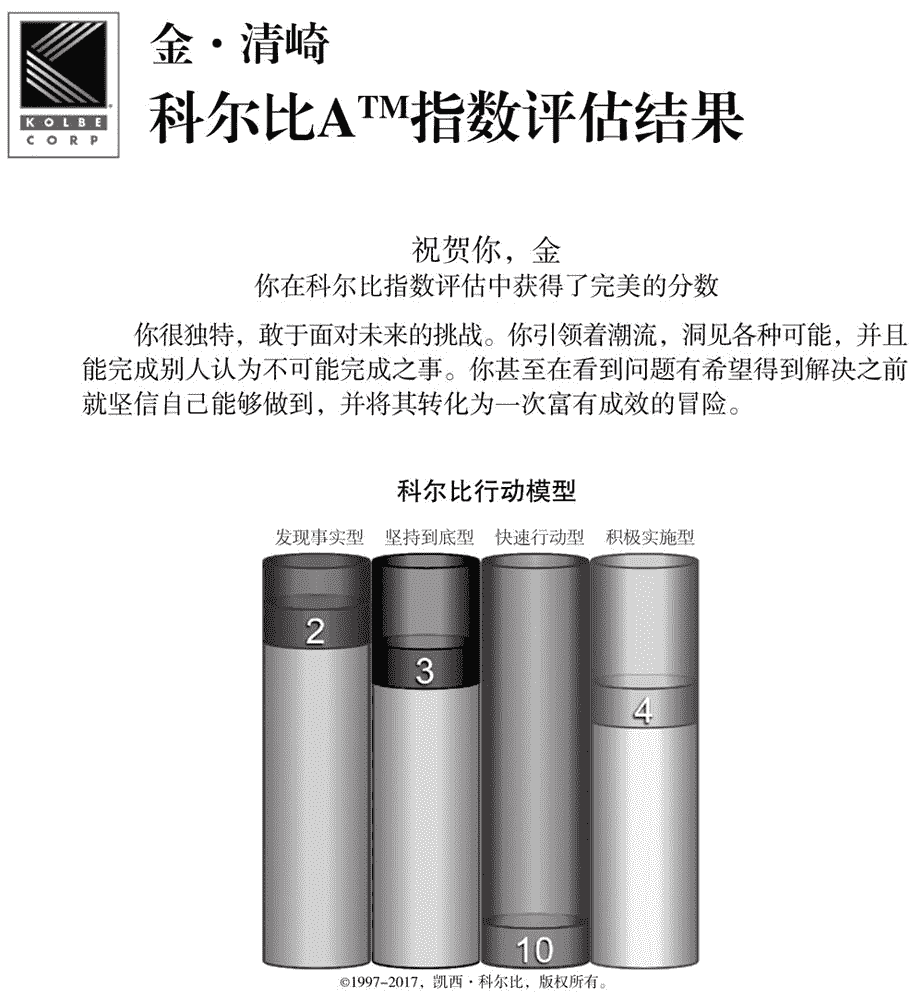 金·清崎
科尔比A™指数评估结果
KOLBE
CORP
祝贺你，金
你在科尔比指数评估中获得了完美的分数
你很独特，敢于面对未来的挑战。你引领着潮流，洞见各种可能，并且
能完成别人认为不可能完成之事。你甚至在看到问题有希望得到解决之前
就坚信自己能够做到，并将其转化为一次富有成效的冒险。
科尔比行动模型
发现事实型 坚持到底型 快速行动型 积极实施型
2
3
4
10
©1997-2017，凯西·科尔比，版权所有。